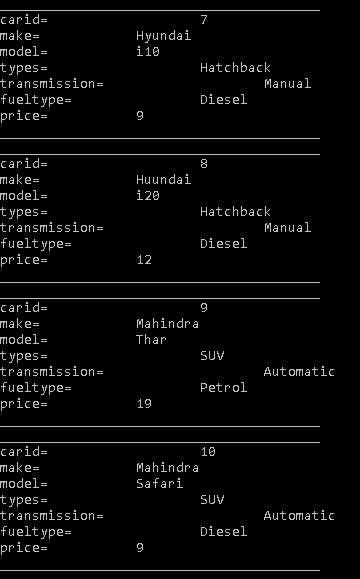 carid= 7
make= Hyundai
model= i10
types= Hatchback
transmission= Manual
fueltype= Diesel
price= 9
carid= 8
make= Huundai
model= i20
types= Hatchback
transmission= Manual
fueltype= Diesel
price= 12
carid= 9
make= Mahindra
model= Thar
types= SUV
transmission= Automatic
fueltype= Petrol
price= 19
carid= 10
make= Mahindra
model= Safari
types= SUV
transmission= Automatic
fueltype= Diesel
price= 9